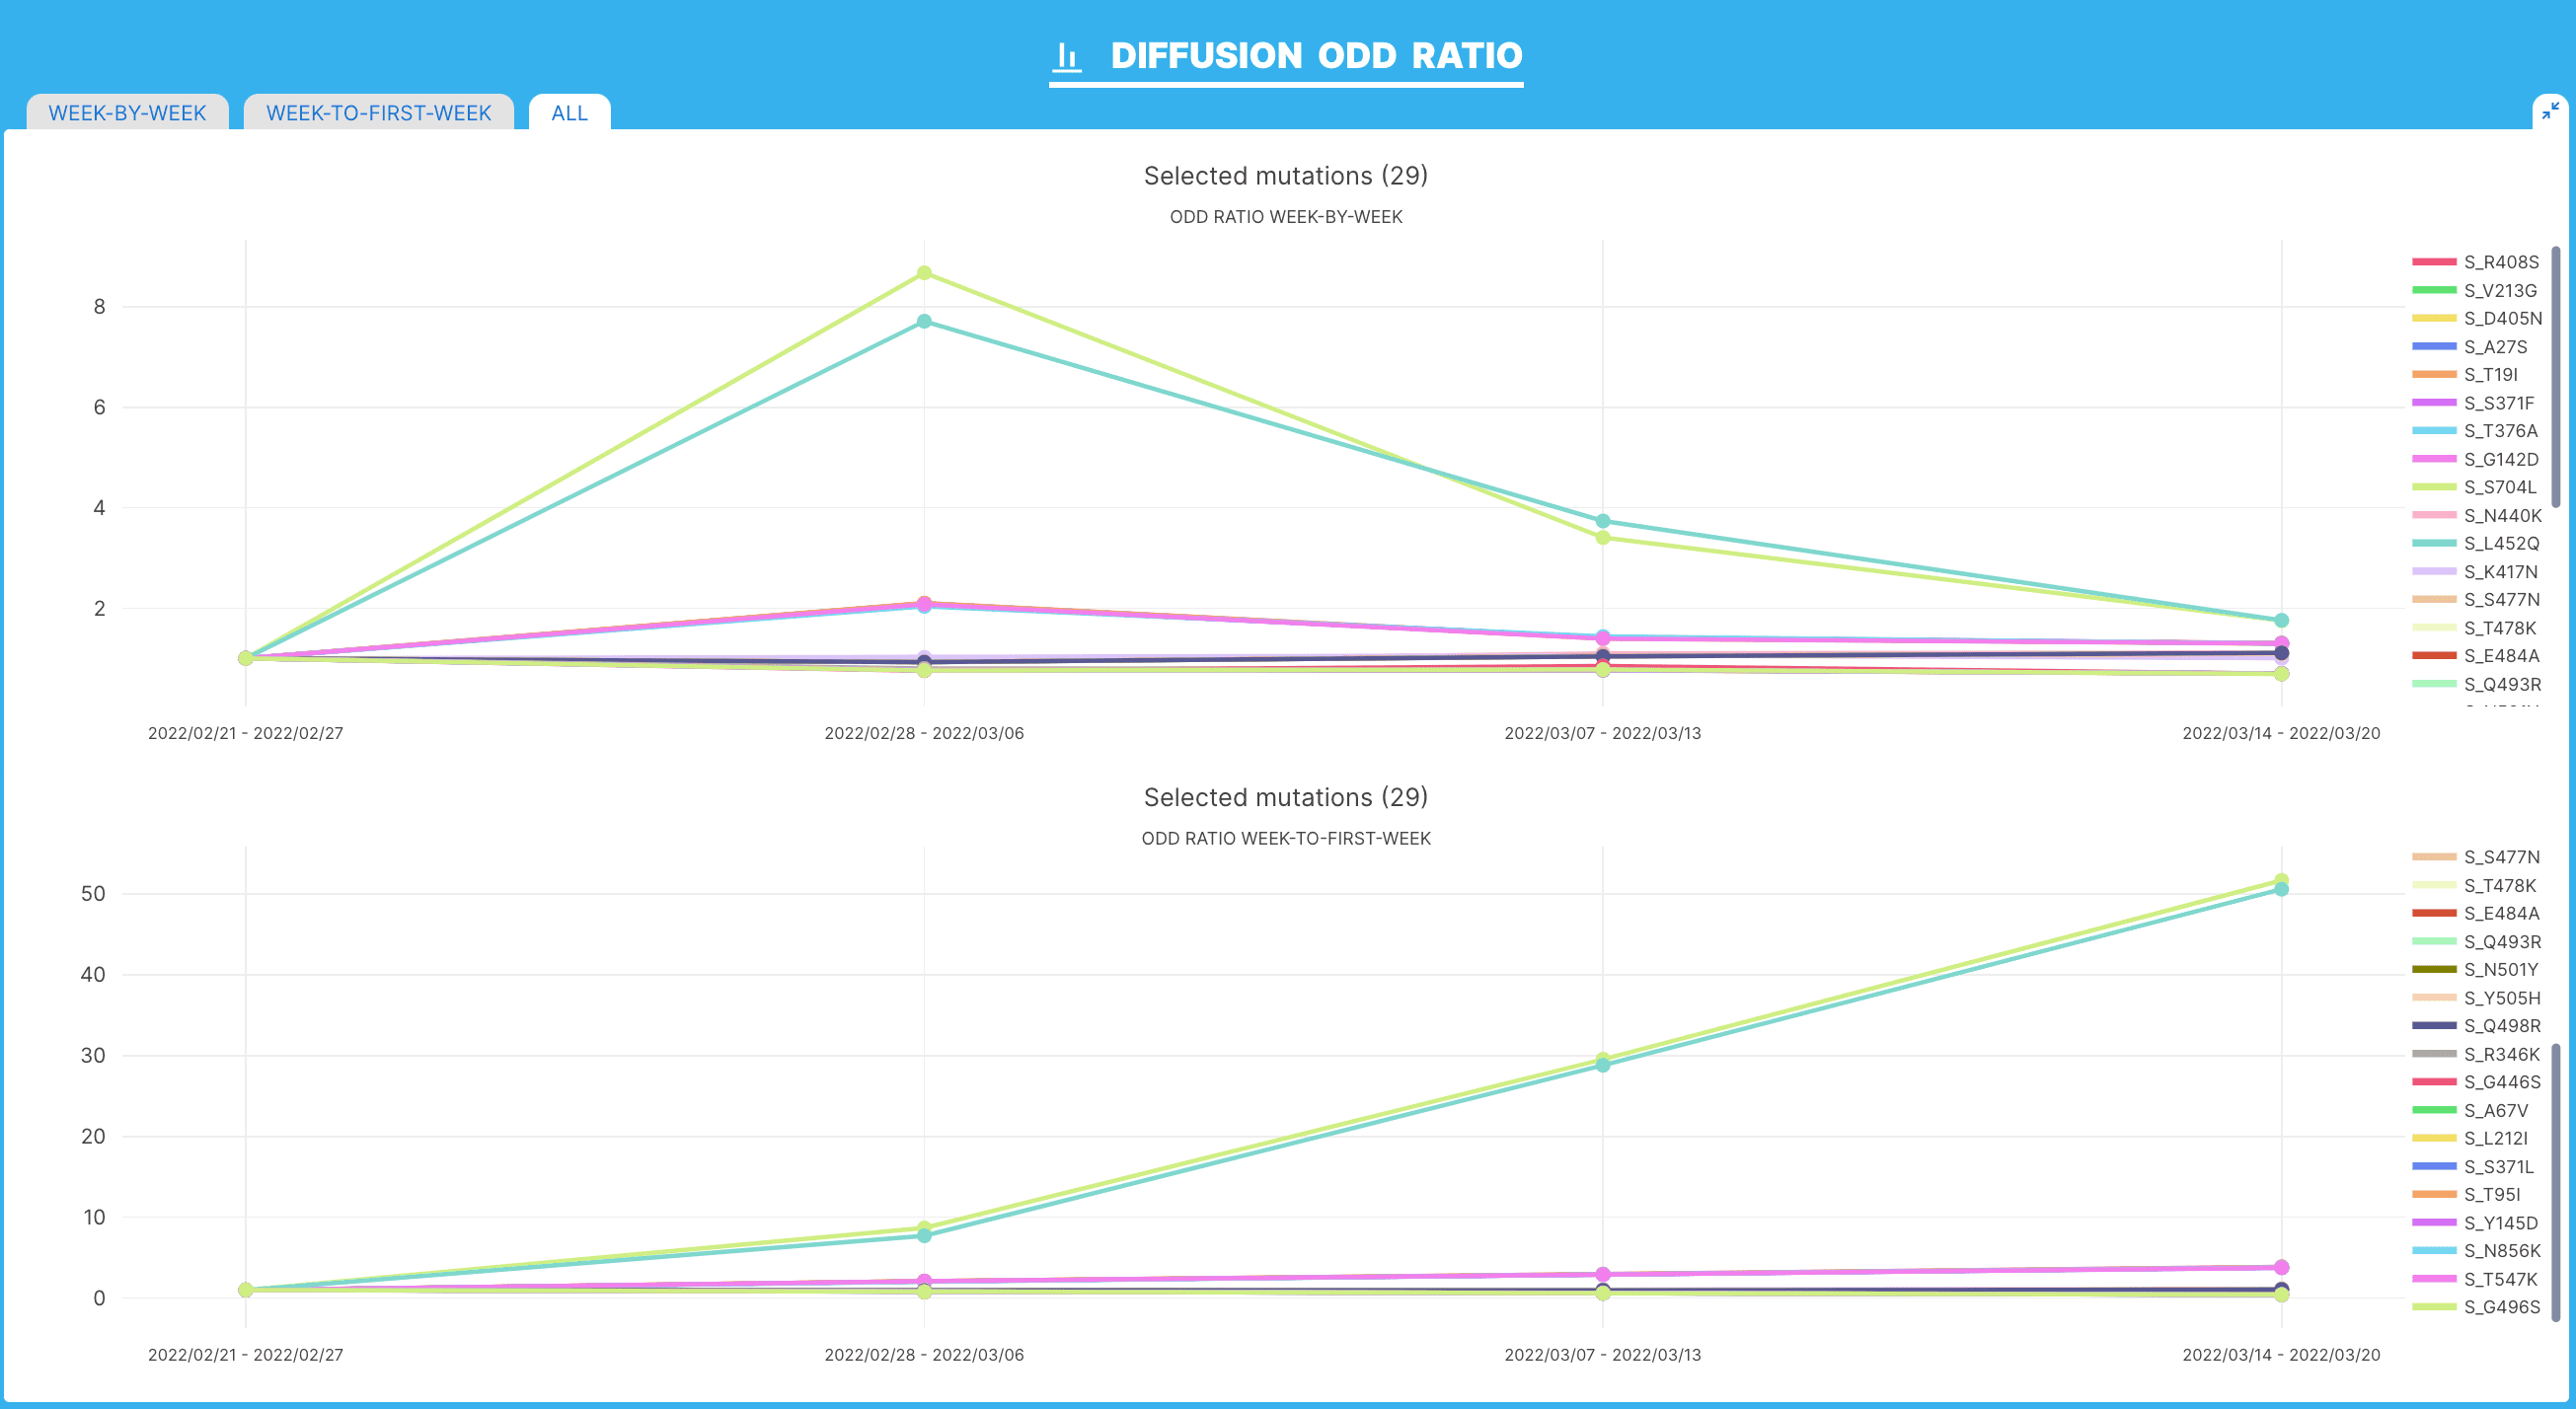 DIFFUSION ODD RATIO
WEEK-BY-WEEK
WEEK-TO-FIRST-WEEK
ALL
Selected mutations (29)
ODD RATIO WEEK-BY-WEEK
8
6
4
2
2022/02/21 - 2022/02/27
2022/02/28 - 2022/03/06
2022/03/07 - 2022/03/13
2022/03/14 - 2022/03/20
S_R408S
S_V213G
S_D405N
S_A27S
S_T19I
S_S371F
S_T376A
S_G142D
S_S704L
S_N440K
S_L452Q
S_K417N
S_S477N
S_T478K
S_E484A
S_Q493R
Selected mutations (29)
ODD RATIO WEEK-TO-FIRST-WEEK
50
40
30
20
10
0
2022/02/21 - 2022/02/27
2022/02/28 - 2022/03/06
2022/03/07 - 2022/03/13
2022/03/14 - 2022/03/20
S_S477N
S_T478K
S_E484A
S_Q493R
S_N501Y
S_Y505H
S_Q498R
S_R346K
S_G446S
S_A67V
S_L212I
S_S371L
S_T95I
S_Y145D
S_N856K
S_T547K
S_G496S